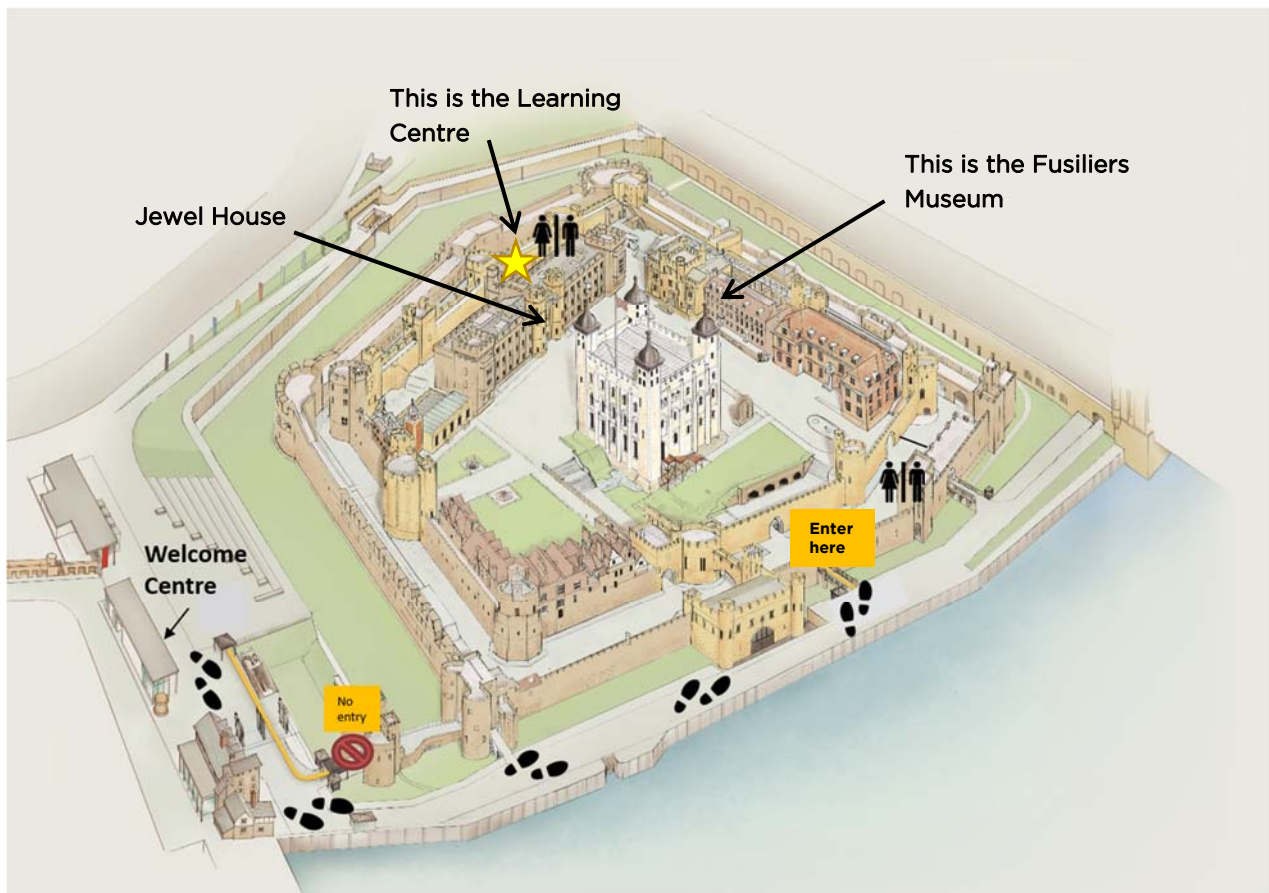 This is the Learning
Centre
This is the Fusiliers
Museum
Jewel House
Enter
here
Welcome
Centre
No
entry